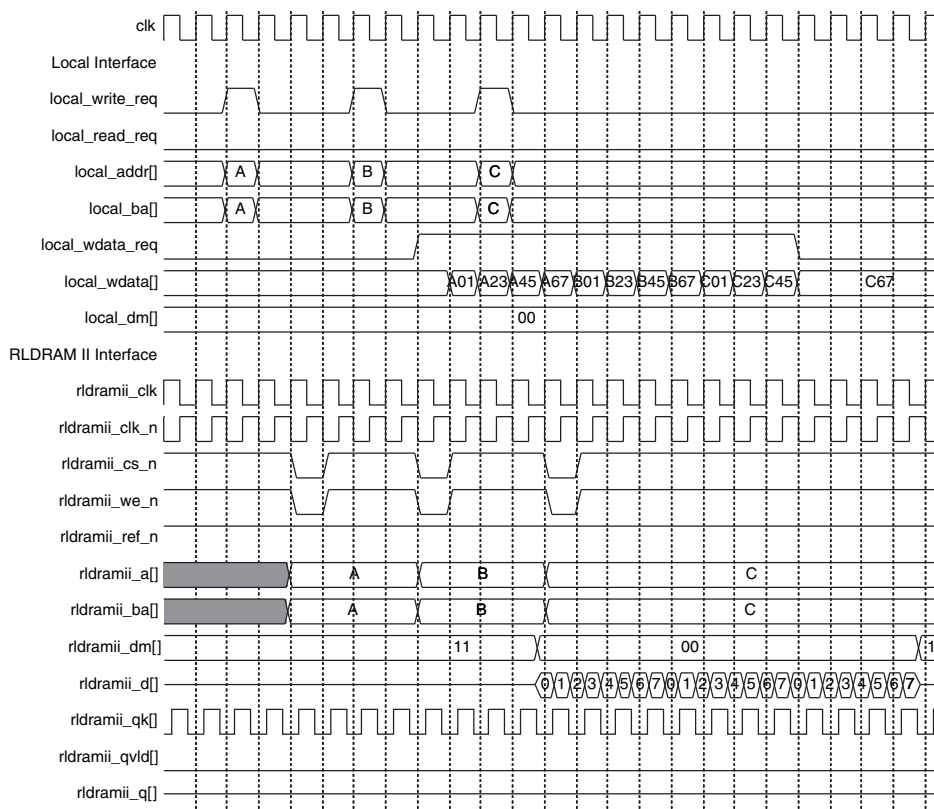 clk
Local Interface
local_write_req
local_read_req
local_addr[] A B C
local_ba[] A B C
local_wdata_req
local_wdata[] A01 A23 A45 A67 B01 B23 B45 B67 C01 C23 C45 C67
local_dm[] 00
RLDRAM II Interface
rldramii_clk
rldramii_clk_n
rldramii_cs_n
rldramii_we_n
rldramii_ref_n
rldramii_a[] A B C
rldramii_ba[] A B C
rldramii_dm[] 11 00 1
rldramii_d[] 0 1 2 3 4 5 6 7 0 1 2 3 4 5 6 7 0 1 2 3 4 5 6 7
rldramii_qk[]
rldramii_qvld[]
rldramii_q[]